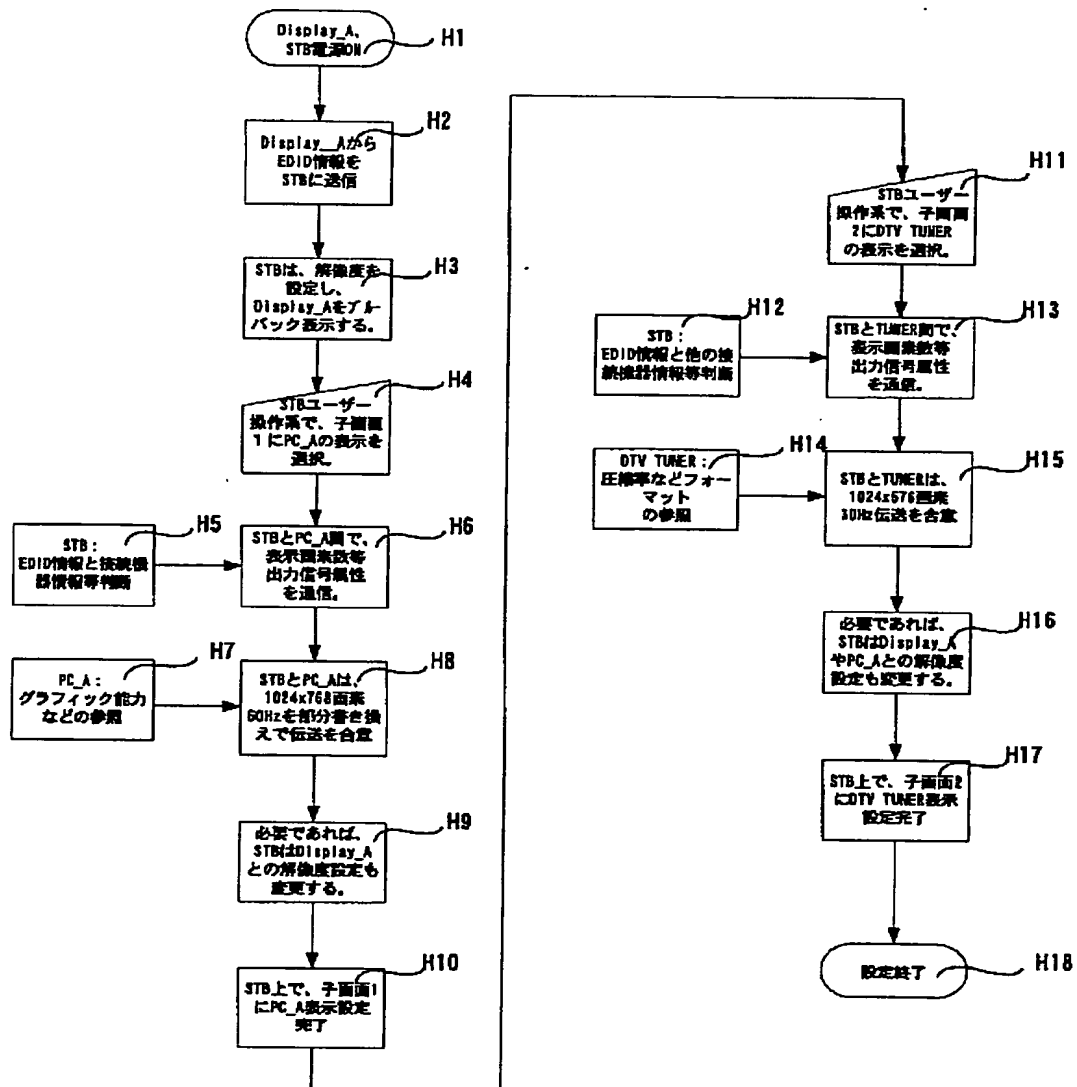 Display_A、
STB電源ON
H1
H2
Display_Aから
EDID情報を
STBに送信
H3
STBは、解像度を
設定し、
Display_Aをブルー
バック表示する。
H4
STBユーザー
操作系で、子画面
1にPC_Aの表示を
選択。
H5
STB：
EDID情報と接続機
器情報等判断
H6
STBとPC_A間で、
表示画素数等
出力信号属性
を通信。
H7
PC_A：
グラフィック能力
などの参照
H8
STBとPC_Aは、
1024x768画素
60Hzを部分書き換
えで伝送を合意
H9
必要であれば、
STBはDisplay_A
との解像度設定も
変更する。
H10
STB上で、子画面1
にPC_A表示設定
完了
H11
STBユーザー
操作系で、子画面
2にDTV TUNER
の表示を選択。
H12
STB：
EDID情報と他の接
続機器情報等判断
H13
STBとTUNER間で、
表示画素数等
出力信号属性
を通信。
H14
DTV TUNER：
圧縮率などフォー
マット
の参照
H15
STBとTUNERは、
1024x576画素
30Hz伝送を合意
H16
必要であれば、
STBはDisplay_A
やPC_Aとの解像度
設定も変更する。
H17
STB上で、子画面2
にDTV TUNER表示
設定完了
H18
設定終了